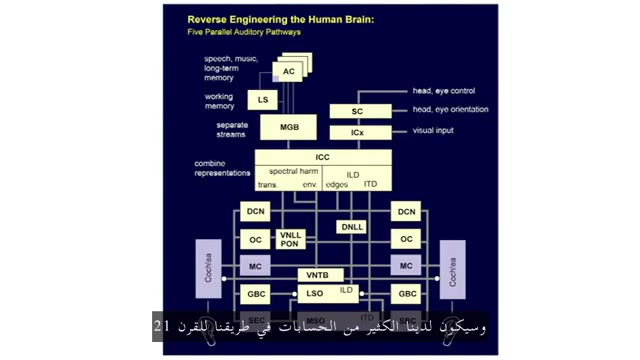 Reverse Engineering the Human Brain:
Five Parallel Auditory Pathways
speech, music,
long-term
memory
AC
working
memory
LS
head, eye control
SC
head, eye orientation
separate
streams
MGB
ICx
visual input
ICC
combine
representations
spectral harm
ILD
trans.
env.
edges
ITD
DCN
DCN
DNLL
OC
VNLL
PON
OC
MC
MC
Cochlea
Cochlea
VNTB
GBC
LSO
ILD
GBC
SEC
MSO
ITD
وسيكون لدينا الكثير من الحسابات في طريقنا للقرن 21